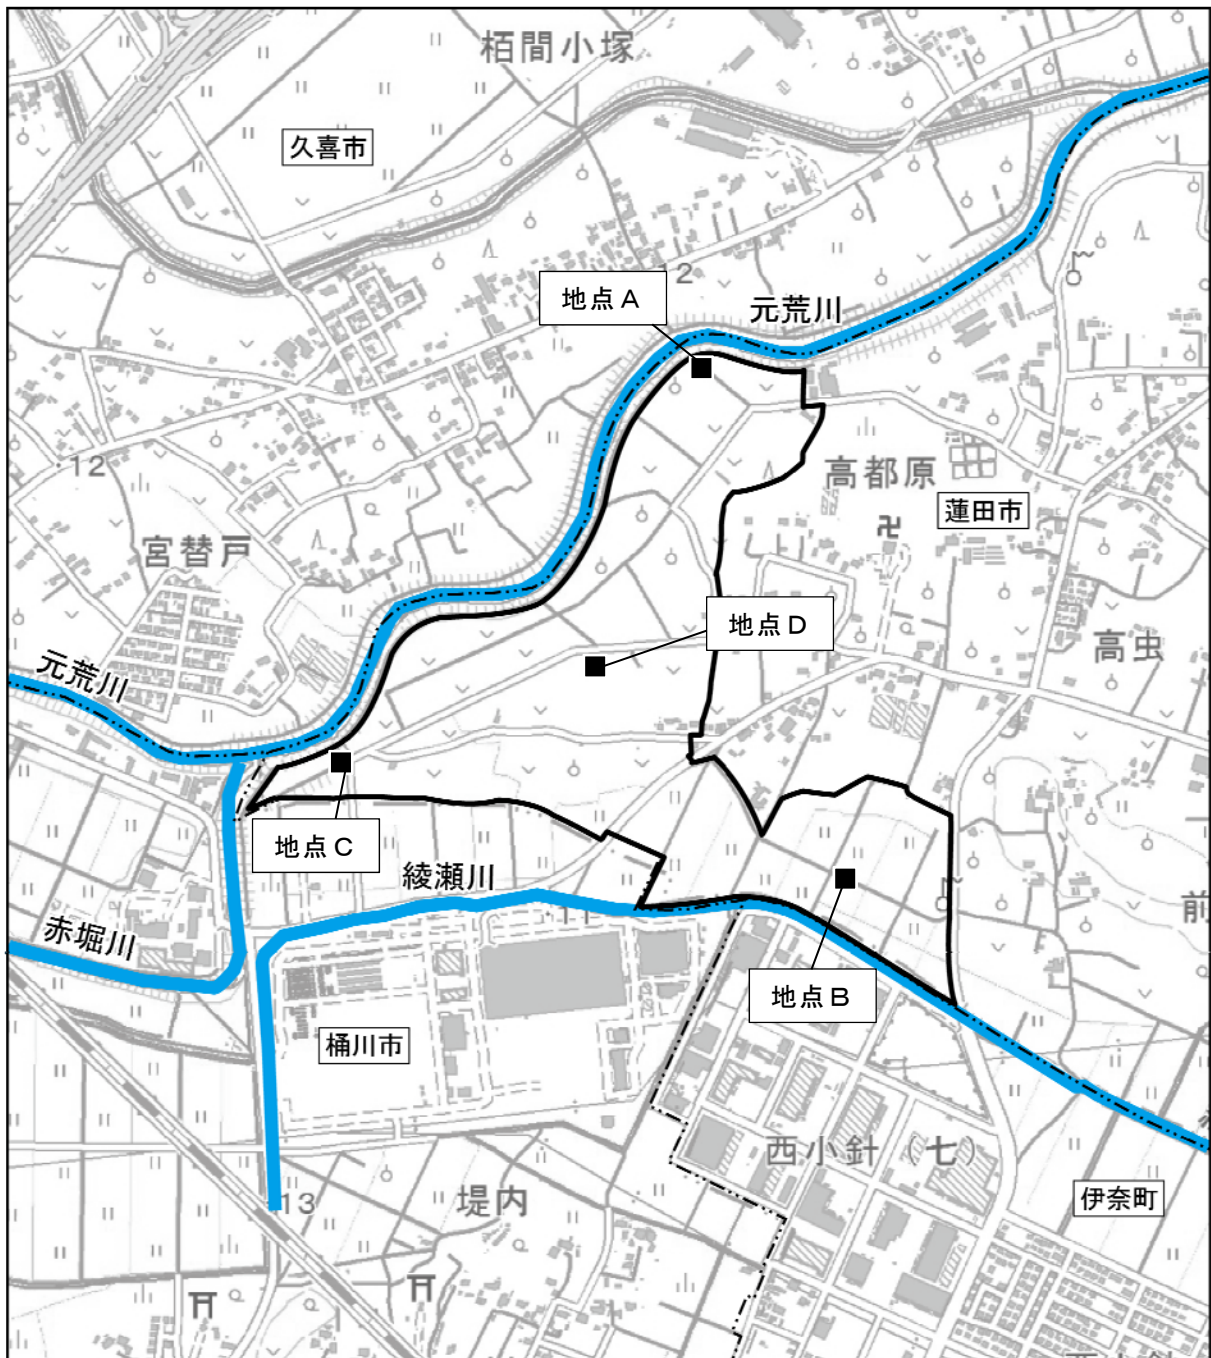 栢間小塚
久喜市
12
地点A
元荒川
12
高都原
蓮田市
宮替戸
地点D
高虫
元荒川
地点C
綾瀬川
11
前
赤堀川
地点B
桶川市
西小針(七)
伊奈町
堤内
13